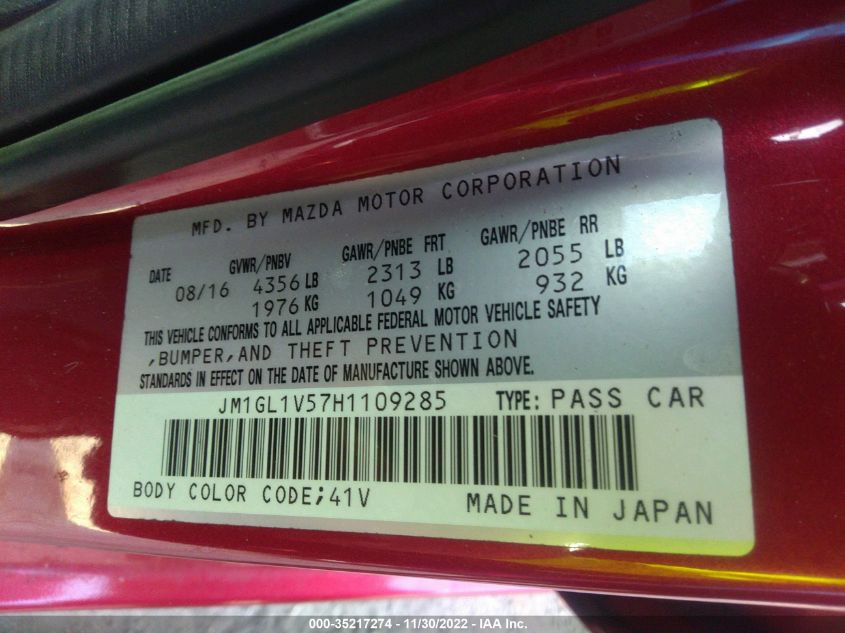 MFD. BY MAZDA MOTOR CORPORATION
DATE GVWR/PNBV GAWR/PNBE FRT GAWR/PNBE RR
08/16 4356 LB 2313 LB 2055 LB
1976 KG 1049 KG 932 KG
THIS VEHICLE CONFORMS TO ALL APPLICABLE FEDERAL MOTOR VEHICLE SAFETY
,BUMPER,AND THEFT PREVENTION
STANDARDS IN EFFECT ON THE DATE OF MANUFACTURE SHOWN ABOVE.
JM1GL1V57H1109285 TYPE: PASS CAR
BODY COLOR CODE;41V MADE IN JAPAN
000-35217274 - 11/30/2022 - IAA Inc.